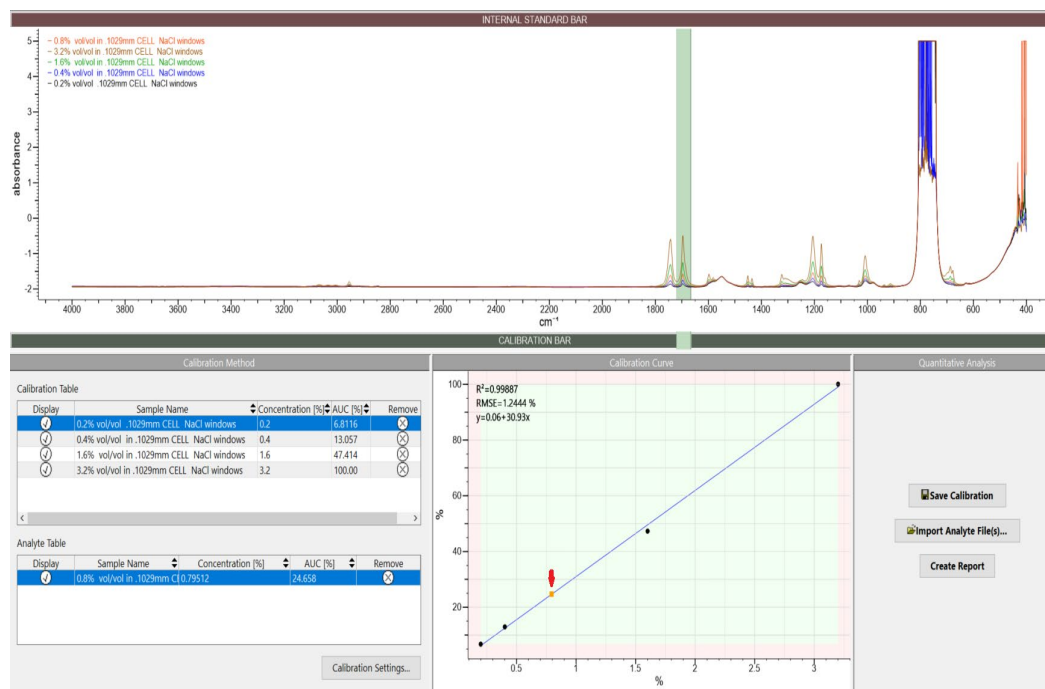 INTERNAL STANDARD BAR
absorbance
5
4
3
2
1
0
-1
-2
– 0.8% vol/vol in .1029mm CELL NaCl windows
– 3.2% vol/vol in .1029mm CELL NaCl windows
– 1.6% vol/vol in .1029mm CELL NaCl windows
– 0.4% vol/vol in .1029mm CELL NaCl windows
– 0.2% vol/vol .1029mm CELL NaCl windows
4000 3800 3600 3400 3200 3000 2800 2600 2400 2200 2000 1800 1600 1400 1200 1000 800 600 400
cm⁻¹
CALIBRATION BAR
Calibration Method
Calibration Table
Display Sample Name Concentration [%] AUC [%] Remove
0.2% vol/vol .1029mm CELL NaCl windows 0.2 6.8116
0.4% vol/vol in .1029mm CELL NaCl windows 0.4 13.057
1.6% vol/vol in .1029mm CELL NaCl windows 1.6 47.414
3.2% vol/vol in .1029mm CELL NaCl windows 3.2 100.00
Analyte Table
Display Sample Name Concentration [%] AUC [%] Remove
0.8% vol/vol in .1029mm CI 0.79512 24.658
Calibration Settings...
Calibration Curve
R²=0.99887
RMSE=1.2444 %
y=0.06+30.93x
%
100
80
60
40
20
0.5 1 1.5 2 2.5 3
%
Quantitative Analysis
Save Calibration
Import Analyte File(s)...
Create Report